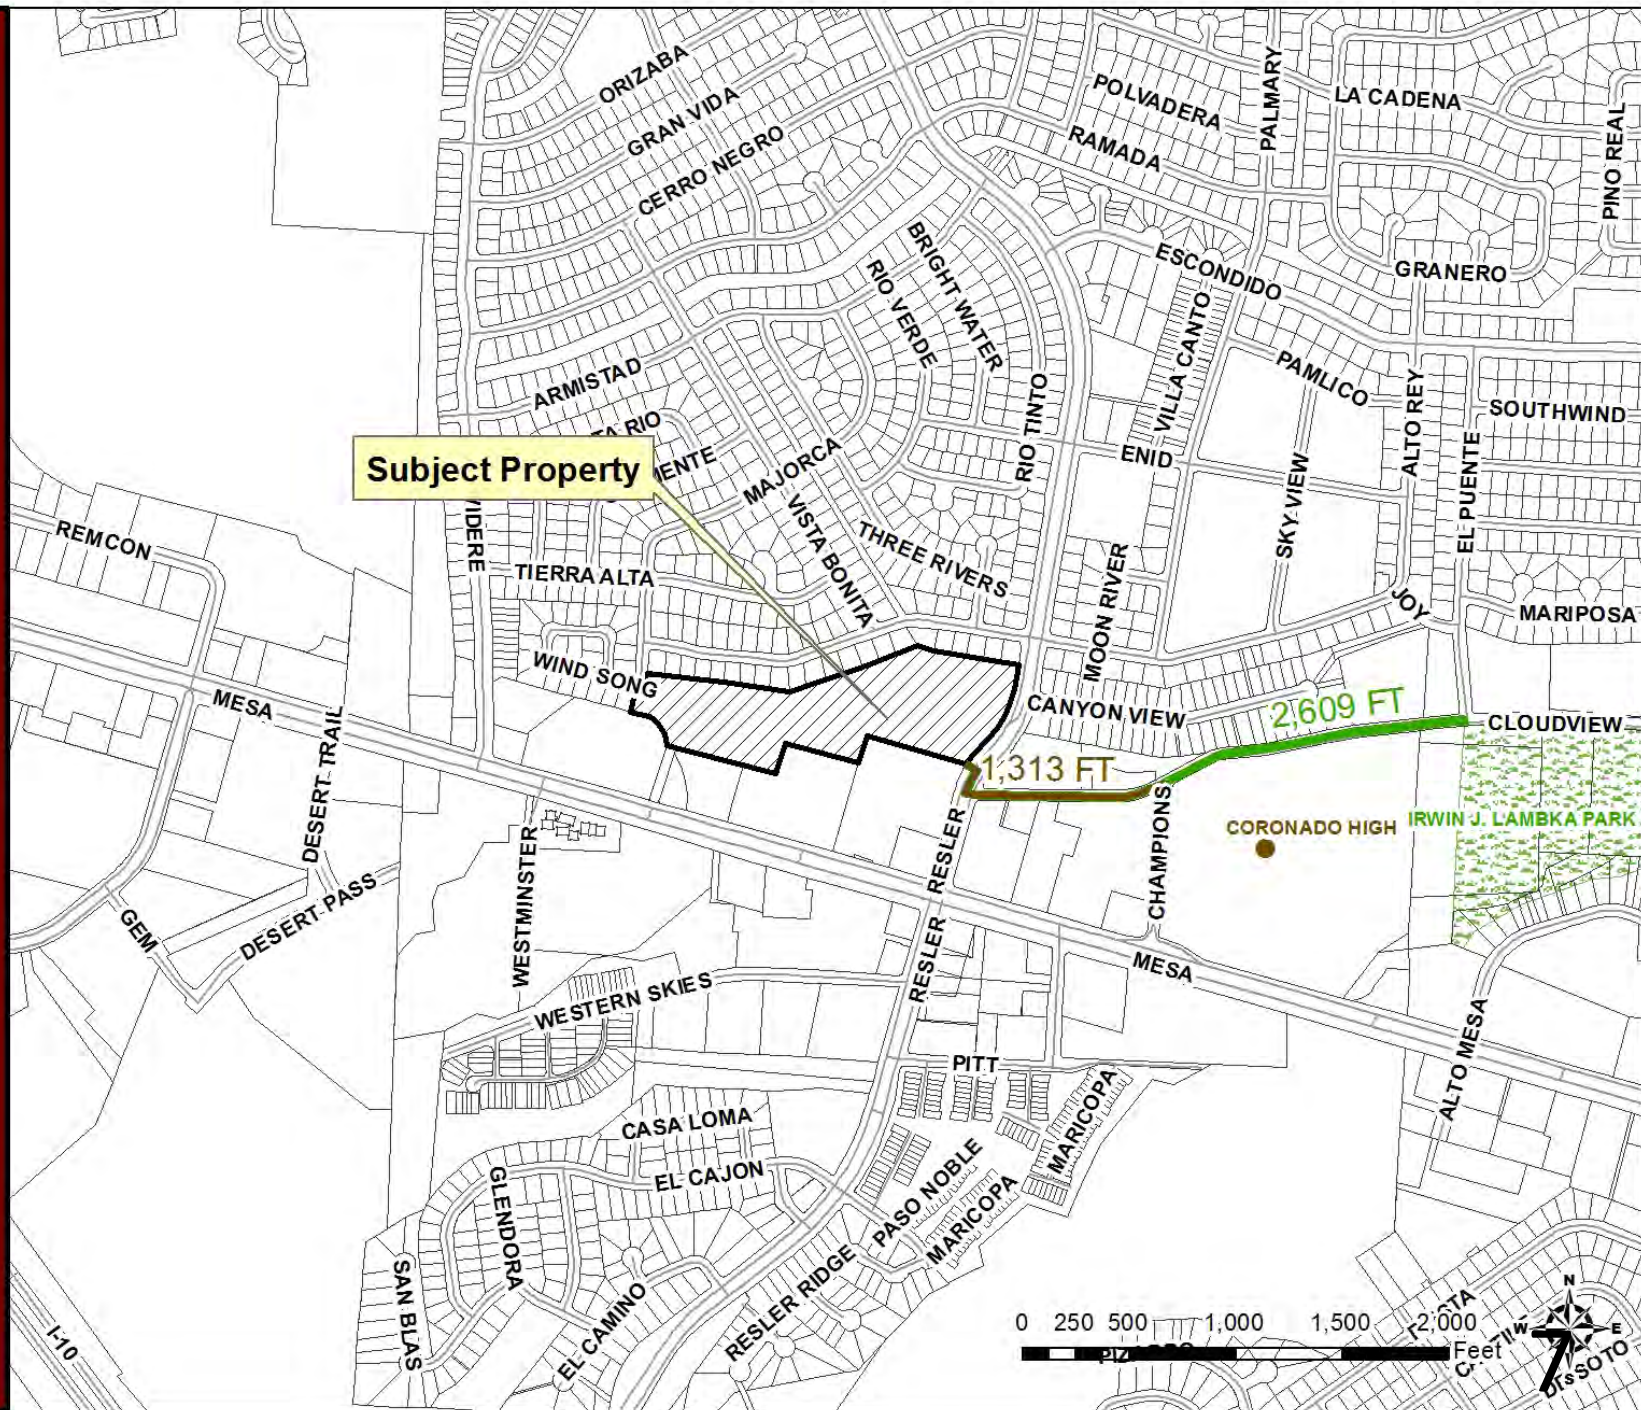 ORIZABA
GRAN VIDA
CERRO NEGRO
POLVADERA
RAMADA
PALMARY
LA CADENA
PINO REAL
GRANERO
ESCONDIDO
BRIGHT WATER
RIO VERDE
VILLA CANTO
PAMLICO
ALTO REY
SOUTHWIND
ARMISTAD
RIO
Subject Property
MAJORCA
RIO TINTO
ENID
SKY VIEW
EL PUENTE
REMCON
TIERRA ALTA
VISTA BONITA
THREE RIVERS
MOON RIVER
JOY
MARIPOSA
WIND SONG
MESA
DESERT TRAIL
CANYON VIEW
2,609 FT
CLOUDVIEW
1,313 FT
IRWIN J. LAMBKA PARK
CORONADO HIGH
CHAMPIONS
RESLER
WESTMINSTER
GEM
DESERT PASS
RESLER
MESA
WESTERN SKIES
PITT
ALTO MESA
CASA LOMA
EL CAJON
MARICOPA
GLENDORA
PASO NOBLE
MARICOPA
SAN BLAS
EL CAMINO
RESLER RIDGE
I-10
0 250 500 1,000 1,500 2,000
Feet
N
W
E
S